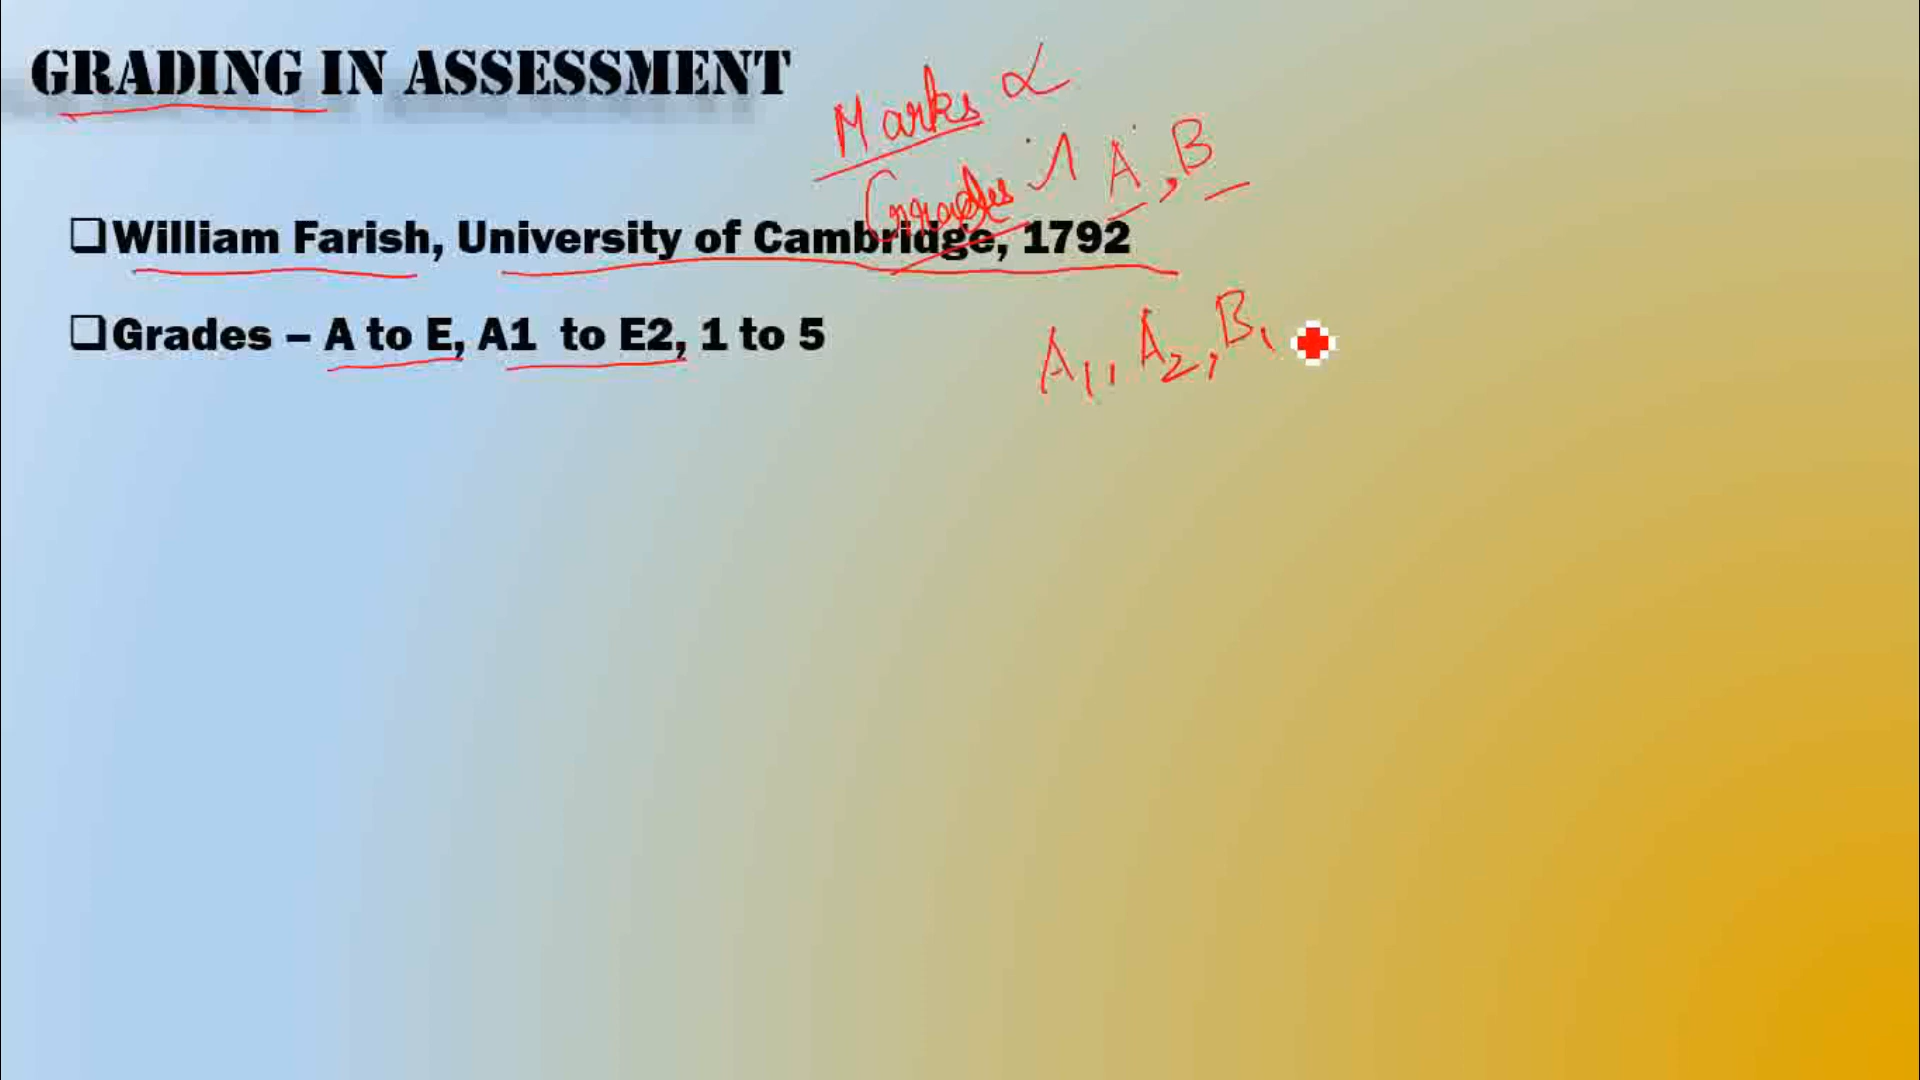 GRADING IN ASSESSMENT
Marks
Grades A, B
❑William Farish, University of Cambridge, 1792
❑Grades – A to E, A1 to E2, 1 to 5
A1, A2, B1